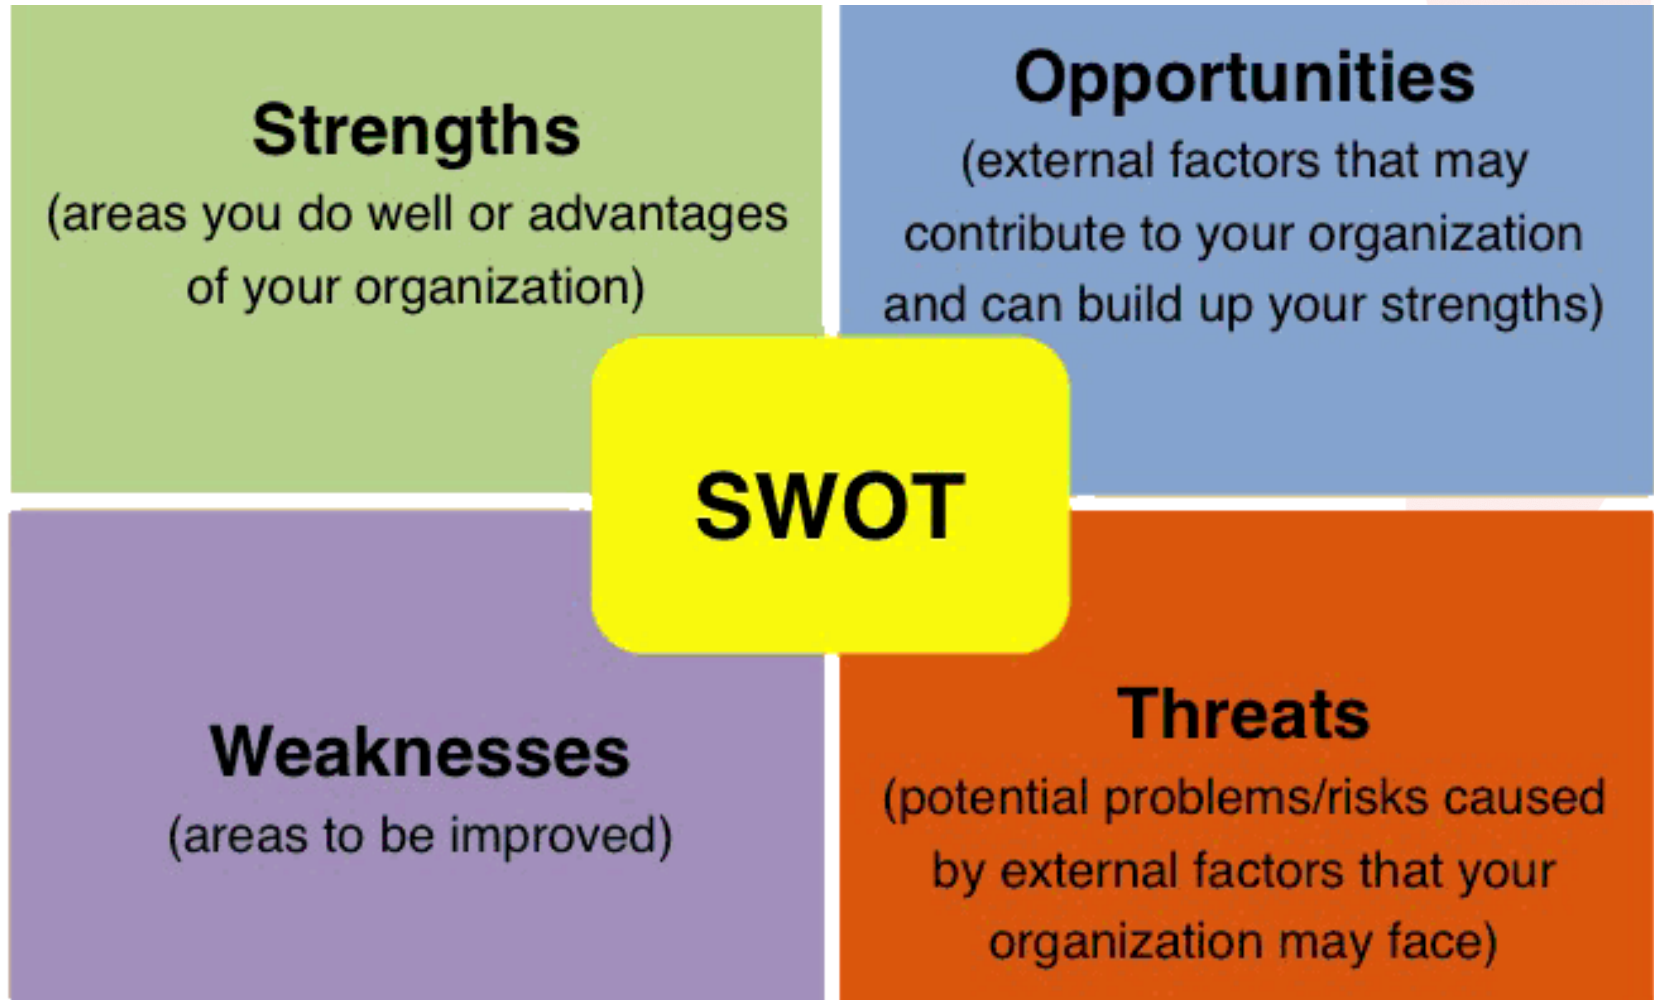 Strengths
(areas you do well or advantages
of your organization)
Opportunities
(external factors that may
contribute to your organization
and can build up your strengths)
SWOT
Weaknesses
(areas to be improved)
Threats
(potential problems/risks caused
by external factors that your
organization may face)